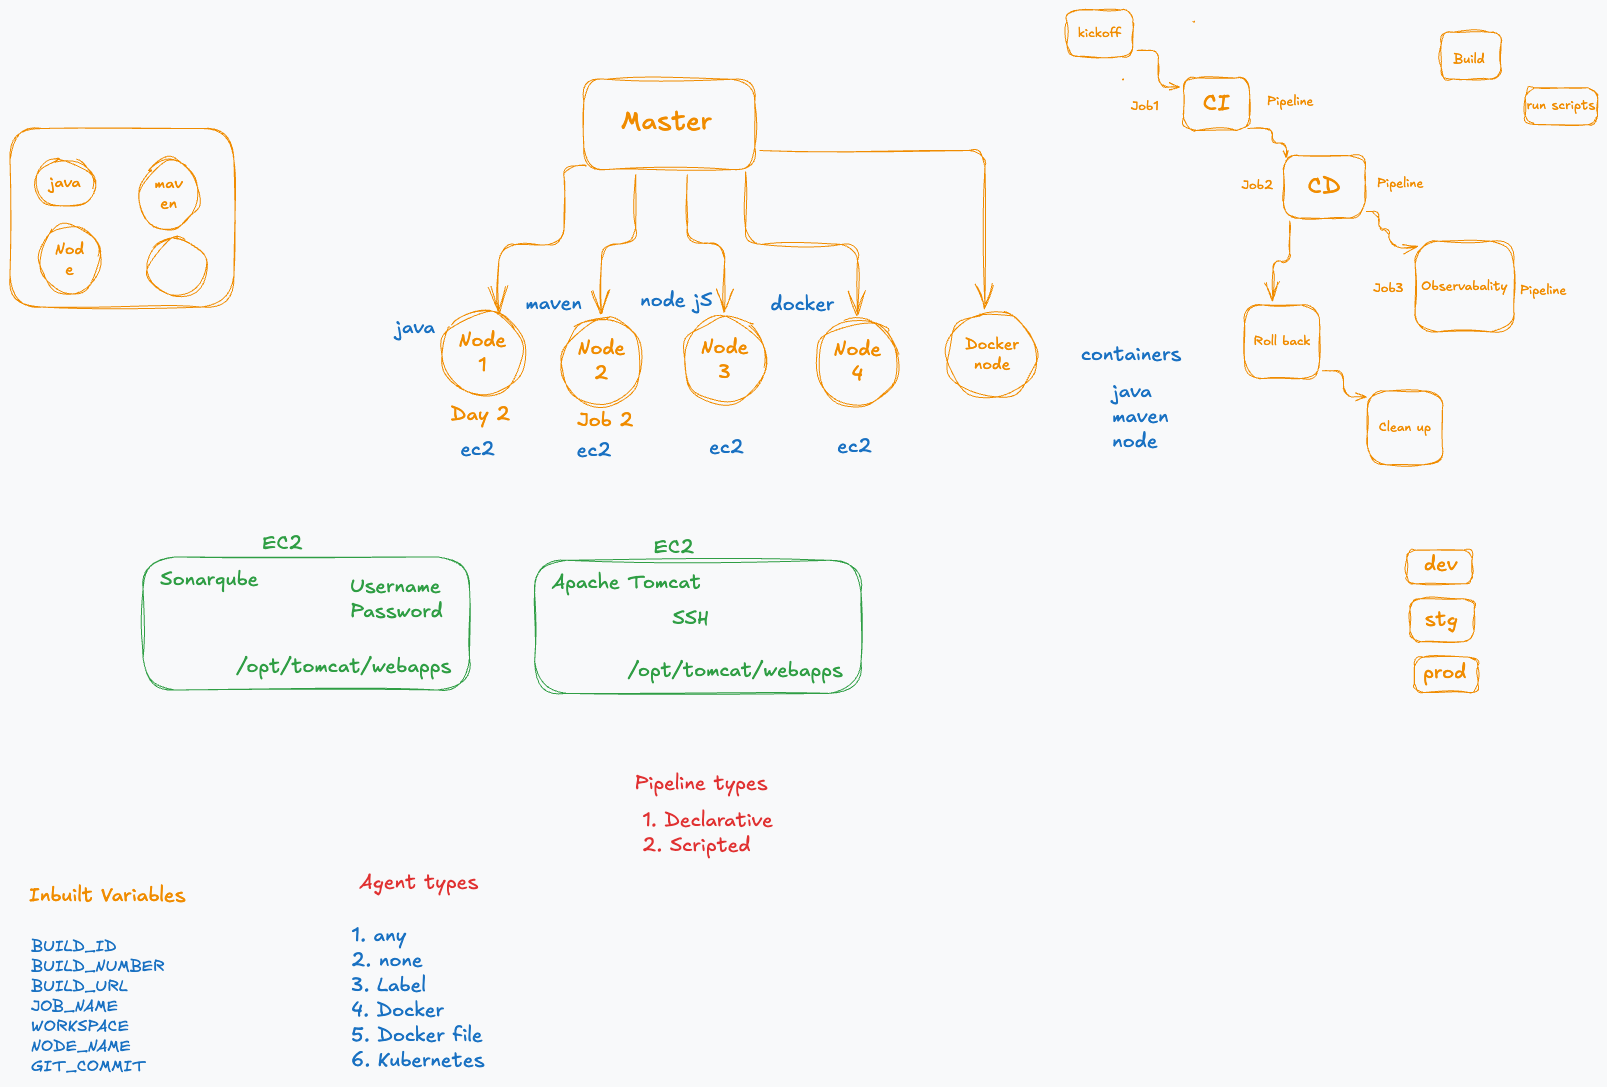 kickoff
Build
Job1
CI
Pipeline
run scripts
Master
java
mav
en
Nod
e
Job2
CD
Pipeline
Job3
Observabality
Pipeline
Roll back
Clean up
java
maven
node jS
docker
Node
1
Node
2
Node
3
Node
4
Docker
node
Day 2
Job 2
ec2
ec2
ec2
ec2
containers
java
maven
node
EC2
Sonarqube
Username
Password
/opt/tomcat/webapps
EC2
Apache Tomcat
SSH
/opt/tomcat/webapps
dev
stg
prod
Pipeline types
1. Declarative
2. Scripted
Inbuilt Variables
BUILD_ID
BUILD_NUMBER
BUILD_URL
JOB_NAME
WORKSPACE
NODE_NAME
GIT_COMMIT
Agent types
1. any
2. none
3. Label
4. Docker
5. Docker file
6. Kubernetes